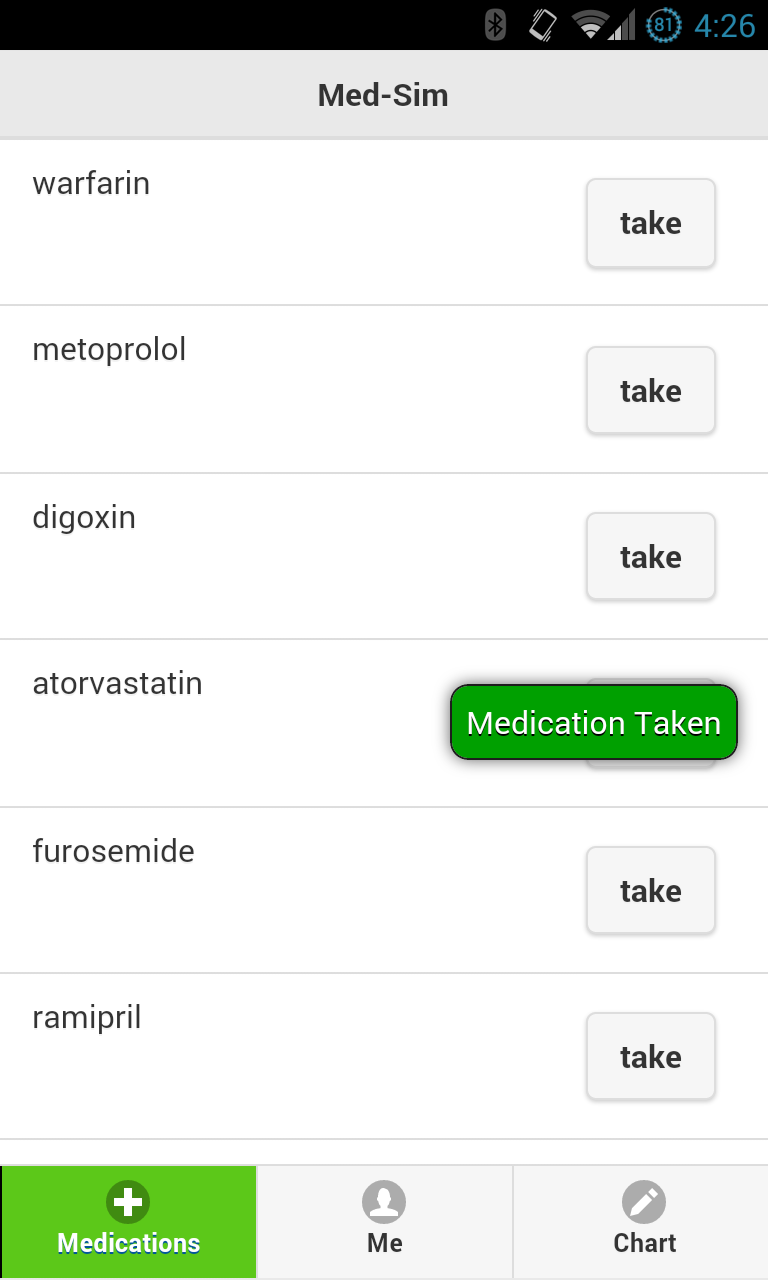 81 4:26
Med-Sim
warfarin
take
metoprolol
take
digoxin
take
atorvastatin
Medication Taken
furosemide
take
ramipril
take
Medications
Me
Chart